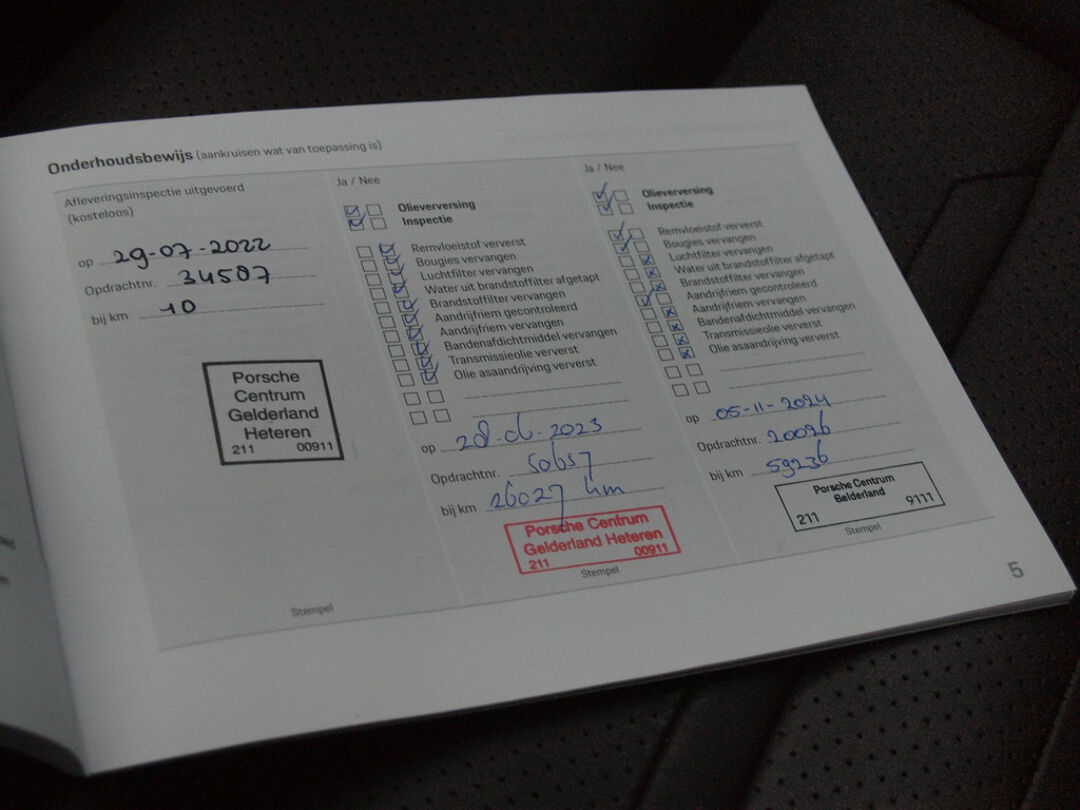 Onderhoudsbewijs (aankruisen wat van toepassing is)
Afleveringsinspectie uitgevoerd
(kosteloos)
op 29-07-2022
Opdrachtnr. 34587
bij km 10
Porsche
Centrum
Gelderland
Heteren
211 00911
Stempel
Ja / Nee
Olieverversing
Inspectie
Remvloeistof ververst
Bougies vervangen
Luchtfilter vervangen
Water uit brandstoffilter afgetapt
Brandstoffilter vervangen
Aandrijfriem gecontroleerd
Aandrijfriem vervangen
Bandenafdichtmiddel vervangen
Transmissieolie ververst
Olie asaandrijving ververst
op 28-06-2023
Opdrachtnr. 50657
bij km 26027 km
Porsche Centrum
Gelderland Heteren
211 00911
Stempel
Ja / Nee
Olieverversing
Inspectie
Remvloeistof ververst
Bougies vervangen
Luchtfilter vervangen
Water uit brandstoffilter afgetapt
Brandstoffilter vervangen
Aandrijfriem gecontroleerd
Aandrijfriem vervangen
Bandenafdichtmiddel vervangen
Transmissieolie ververst
Olie asaandrijving ververst
op 05-11-2024
Opdrachtnr. 20026
bij km 59236
Porsche Centrum
Gelderland
211 9111
Stempel
5